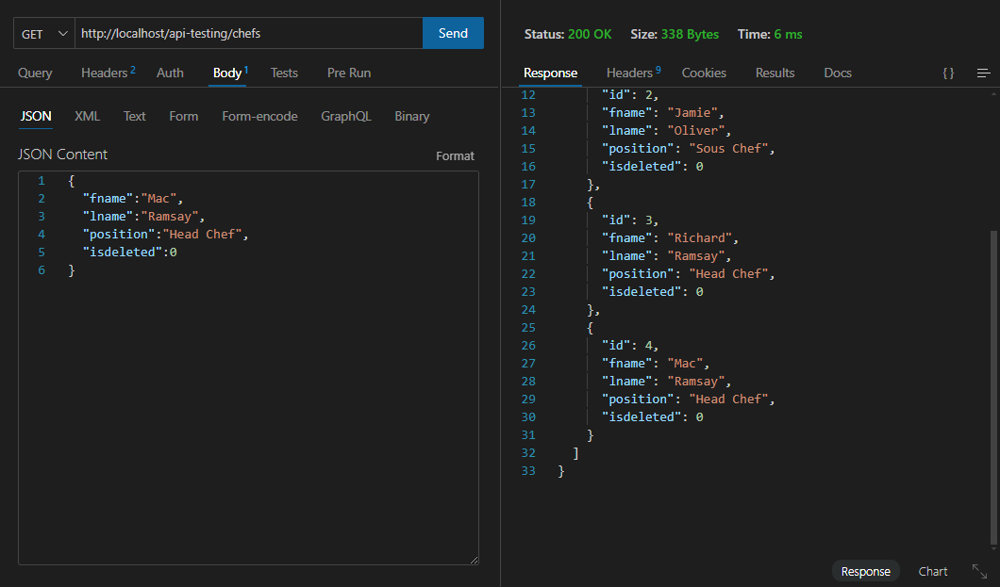 GET http://localhost/api-testing/chefs Send
Query Headers 2 Auth Body 1 Tests Pre Run
JSON XML Text Form Form-encode GraphQL Binary
JSON Content Format
1 {
2 "fname":"Mac",
3 "lname":"Ramsay",
4 "position":"Head Chef",
5 "isdeleted":0
6 }
Status: 200 OK Size: 338 Bytes Time: 6 ms
Response Headers 9 Cookies Results Docs { }
12 "id": 2,
13 "fname": "Jamie",
14 "lname": "Oliver",
15 "position": "Sous Chef",
16 "isdeleted": 0
17 },
18 {
19 "id": 3,
20 "fname": "Richard",
21 "lname": "Ramsay",
22 "position": "Head Chef",
23 "isdeleted": 0
24 },
25 {
26 "id": 4,
27 "fname": "Mac",
28 "lname": "Ramsay",
29 "position": "Head Chef",
30 "isdeleted": 0
31 }
32 ]
33 }
Response Chart